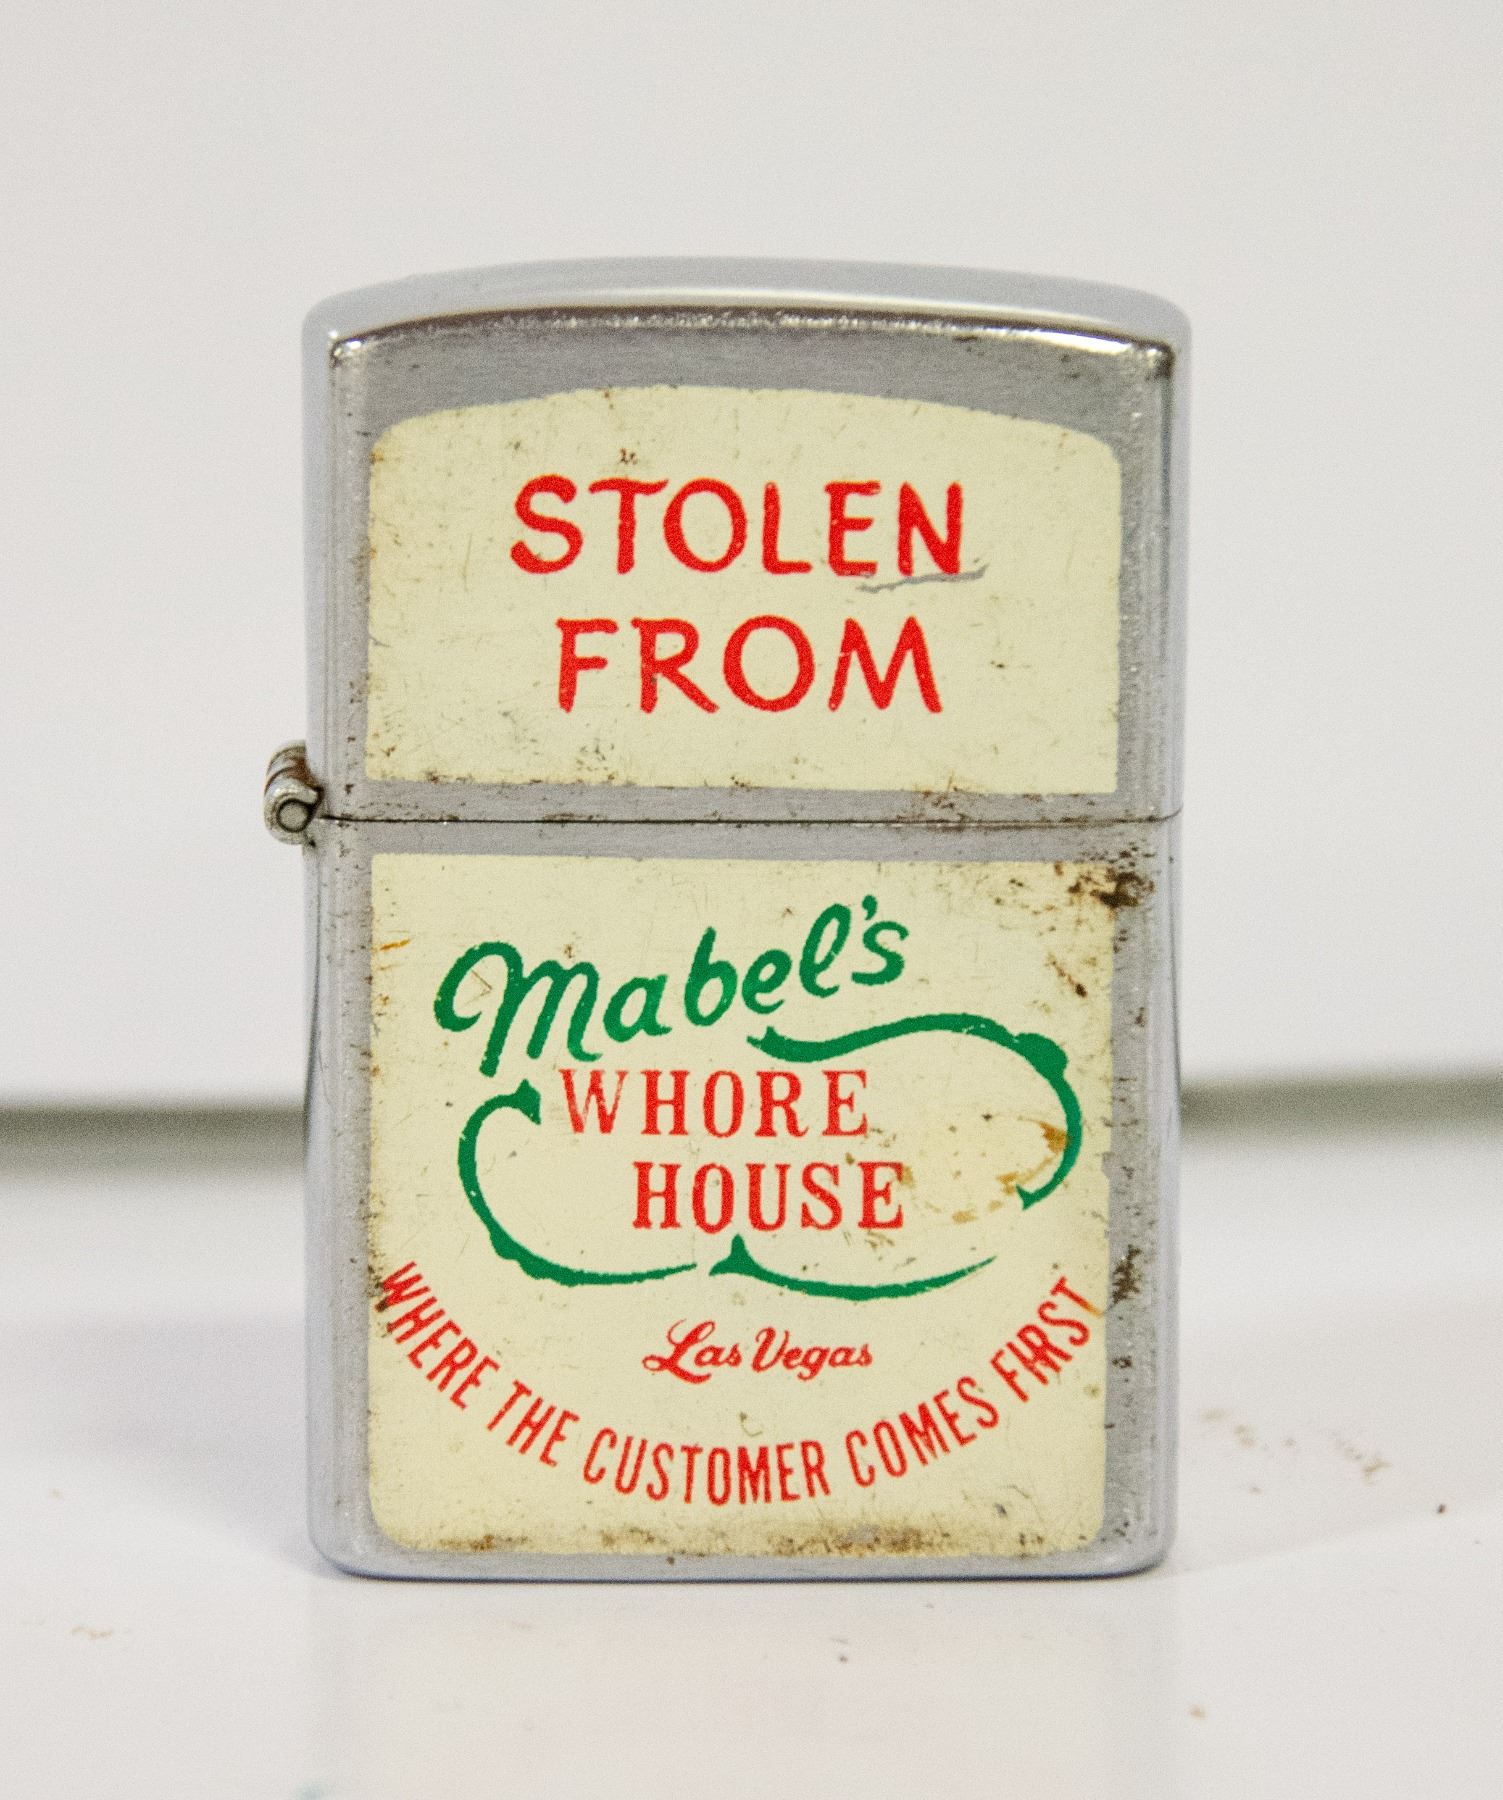 STOLEN
FROM
Mabel's
WHORE
HOUSE
Las Vegas
WHERE THE CUSTOMER COMES FIRST